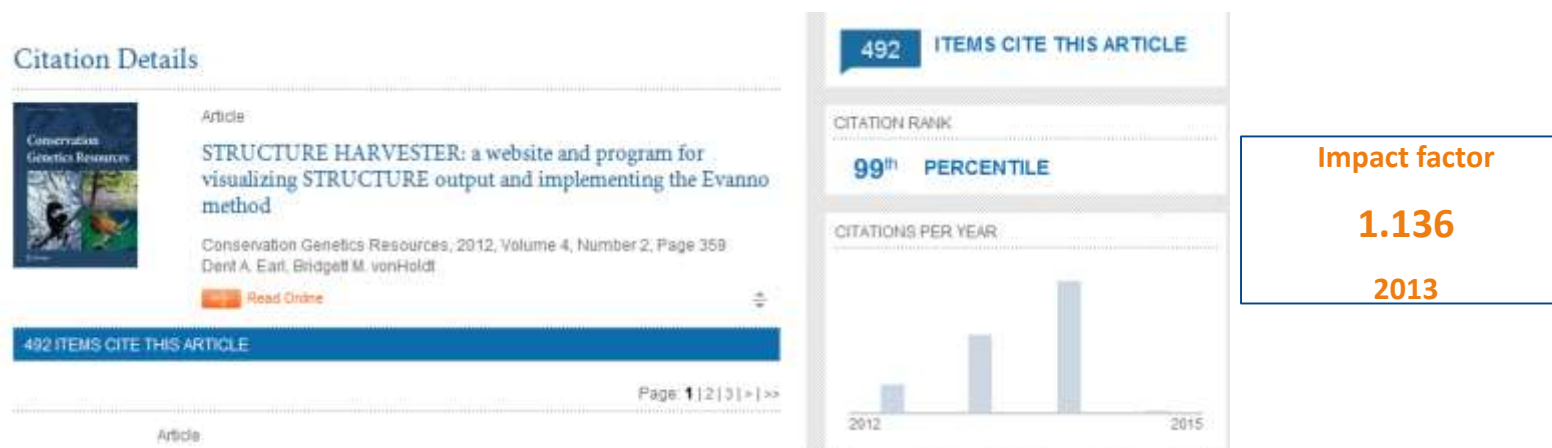 Citation Details
Conservation
Genetics Resources
Article
STRUCTURE HARVESTER: a website and program for
visualizing STRUCTURE output and implementing the Evanno
method
Conservation Genetics Resources, 2012, Volume 4, Number 2, Page 359
Dent A. Earl, Bridgett M. vonHoldt
Read Online
492 ITEMS CITE THIS ARTICLE
Page: 1 | 2 | 3 | > | >>
Article
492 ITEMS CITE THIS ARTICLE
CITATION RANK
99th PERCENTILE
CITATIONS PER YEAR
2012 2015
Impact factor
1.136
2013